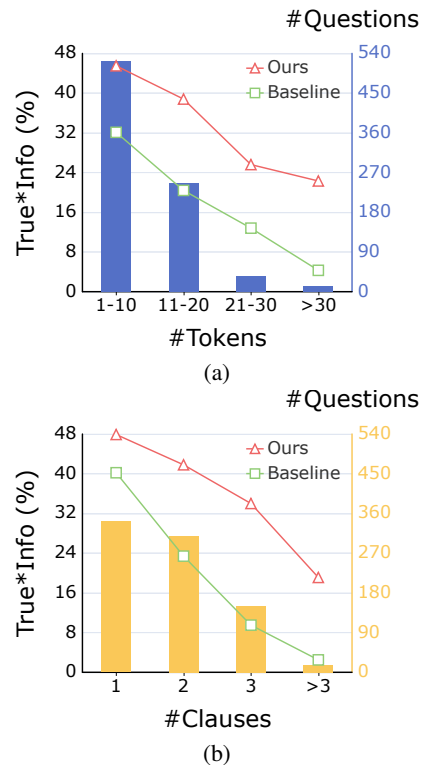 #Questions
48 540
Ours
40 450
Baseline
32 360
24 270
16 180
8 90
0 0
True*Info (%)
1-10 11-20 21-30 >30
#Tokens
(a)
#Questions
48 540
Ours
40 450
Baseline
32 360
24 270
16 180
8 90
0 0
True*Info (%)
1 2 3 >3
#Clauses
(b)